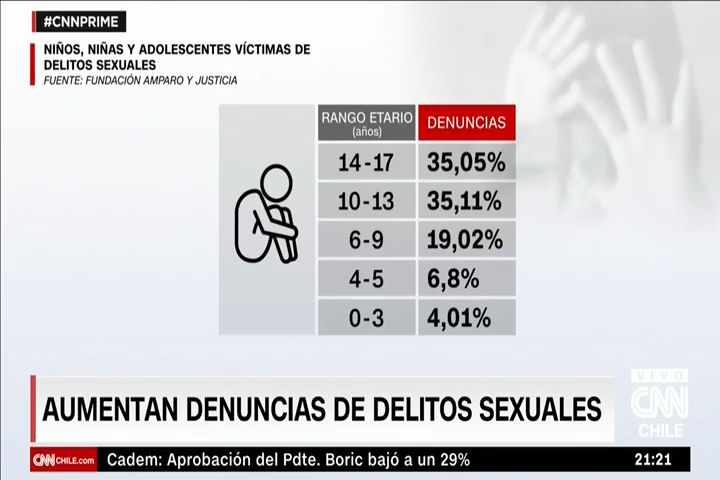 #CNNPRIME
NIÑOS, NIÑAS Y ADOLESCENTES VÍCTIMAS DE
DELITOS SEXUALES
FUENTE: FUNDACIÓN AMPARO Y JUSTICIA
RANGO ETARIO DENUNCIAS
(años)
14-17 35,05%
10-13 35,11%
6-9 19,02%
4-5 6,8%
0-3 4,01%
AUMENTAN DENUNCIAS DE DELITOS SEXUALES
VIVO
CNN
CHILE
CNNCHILE.com Cadem: Aprobación del Pdte. Boric bajó a un 29% 21:21